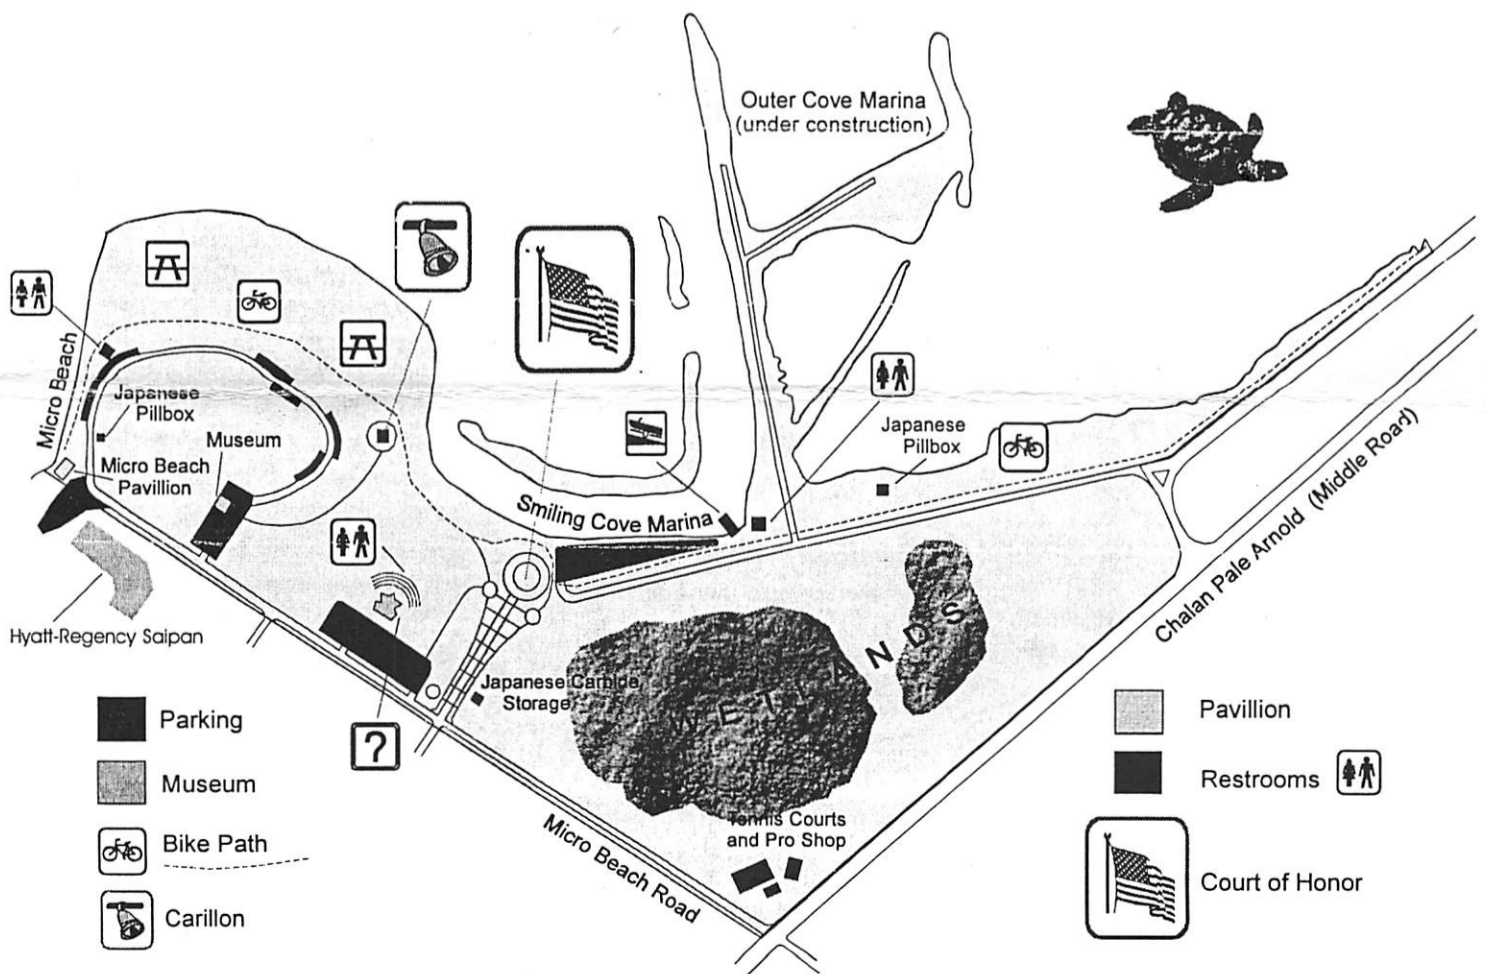 Outer Cove Marina
(under construction)
Micro Beach
Japanese
Pillbox
Museum
Micro Beach
Pavillion
Japanese
Pillbox
Smiling Cove Marina
Chalan Pale Arnold (Middle Road)
Hyatt-Regency Saipan
WETLANDS
Japanese Carbide
Storage
?
Tennis Courts
and Pro Shop
Micro Beach Road
Parking
Museum
Bike Path
Carillon
Pavillion
Restrooms
Court of Honor